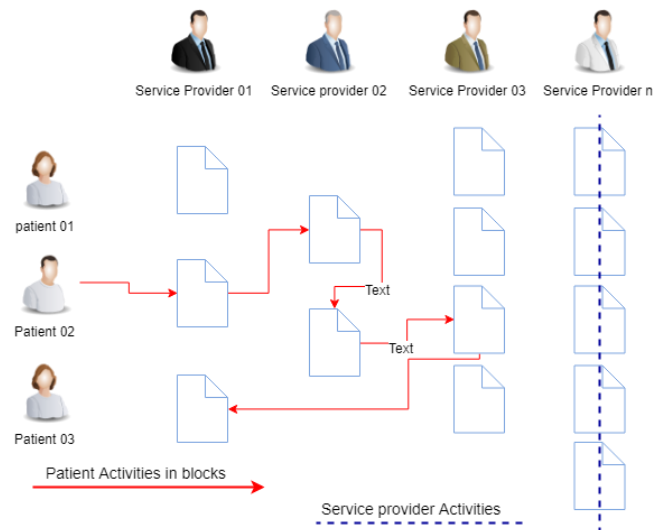 Service Provider 01
Service provider 02
Service Provider 03
Service Provider n
patient 01
Text
Patient 02
Text
Patient 03
Patient Activities in blocks
Service provider Activities